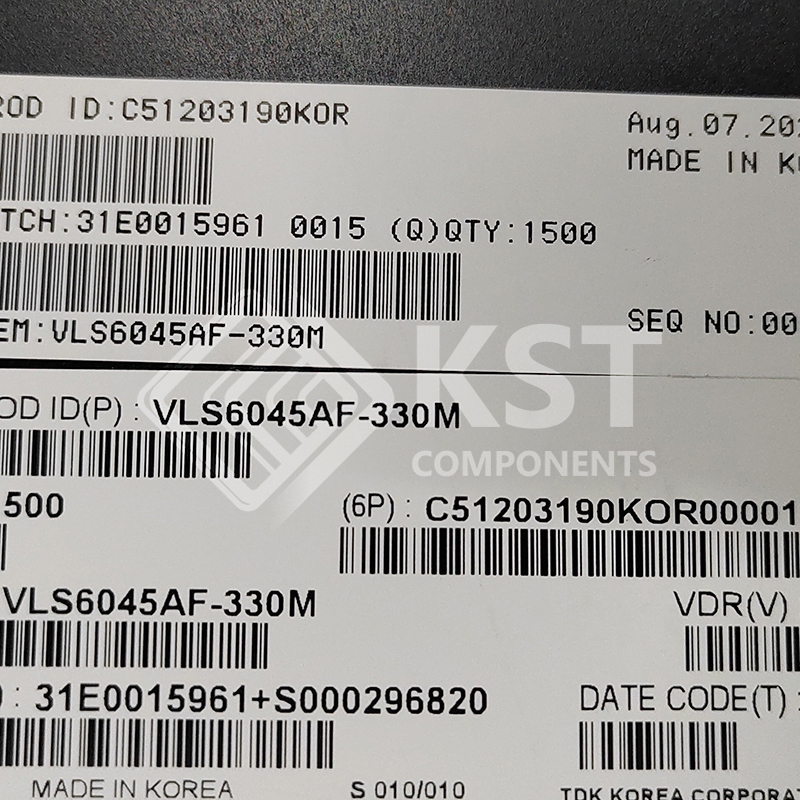 ROD ID:C51203190KOR
Aug.07.20
MADE IN K
TCH:31E0015961 0015 (Q)QTY:1500
EM:VLS6045AF-330M
SEQ NO:00
KST
COMPONENTS
OD ID(P) : VLS6045AF-330M
500
(6P) : C51203190KOR00001
VLS6045AF-330M
VDR(V)
) : 31E0015961+S000296820
DATE CODE(T) :
MADE IN KOREA
S 010/010
TDK KOREA CORPORAT